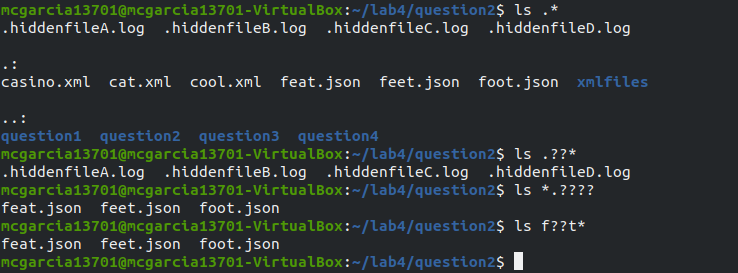 mcgarcia13701@mcgarcia13701-VirtualBox:~/lab4/question2$ ls .*
.hiddenfileA.log  .hiddenfileB.log  .hiddenfileC.log  .hiddenfileD.log
.:
casino.xml  cat.xml  cool.xml  feat.json  feet.json  foot.json  xmlfiles
..:
question1  question2  question3  question4
mcgarcia13701@mcgarcia13701-VirtualBox:~/lab4/question2$ ls .??*
.hiddenfileA.log  .hiddenfileB.log  .hiddenfileC.log  .hiddenfileD.log
mcgarcia13701@mcgarcia13701-VirtualBox:~/lab4/question2$ ls *.????
feat.json  feet.json  foot.json
mcgarcia13701@mcgarcia13701-VirtualBox:~/lab4/question2$ ls f??t*
feat.json  feet.json  foot.json
mcgarcia13701@mcgarcia13701-VirtualBox:~/lab4/question2$